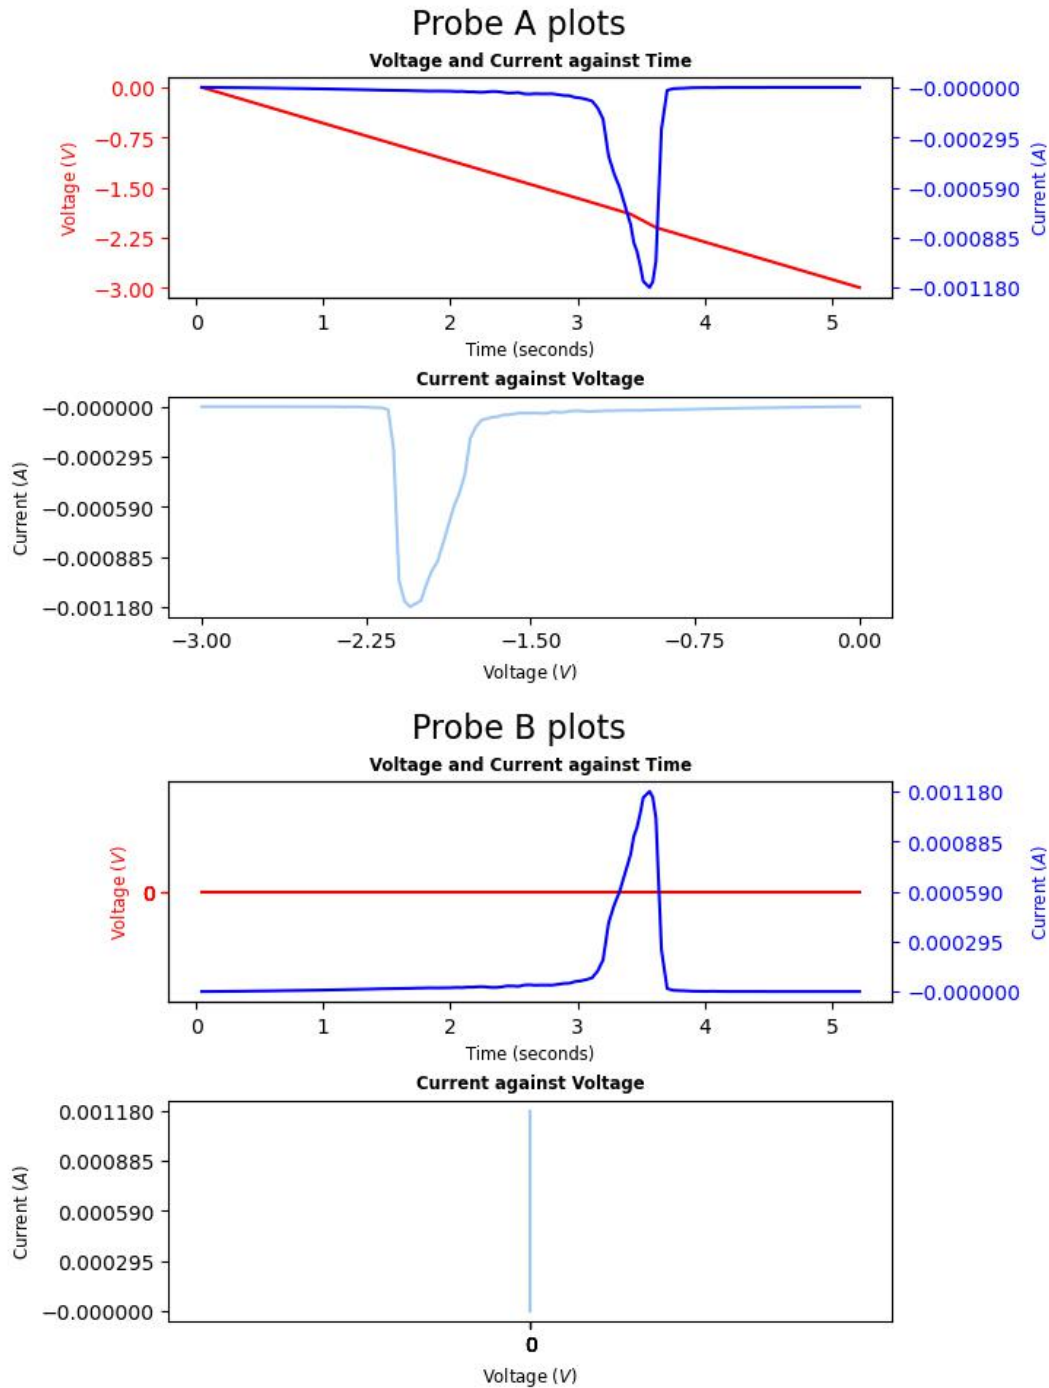 Probe A plots
Voltage and Current against Time
0.00
−0.75
−1.50
−2.25
−3.00
Voltage (V)
−0.000000
−0.000295
−0.000590
−0.000885
−0.001180
Current (A)
0 1 2 3 4 5
Time (seconds)
Current against Voltage
−0.000000
−0.000295
−0.000590
−0.000885
−0.001180
Current (A)
−3.00 −2.25 −1.50 −0.75 0.00
Voltage (V)
Probe B plots
Voltage and Current against Time
0
Voltage (V)
0.001180
0.000885
0.000590
0.000295
−0.000000
Current (A)
0 1 2 3 4 5
Time (seconds)
Current against Voltage
0.001180
0.000885
0.000590
0.000295
−0.000000
Current (A)
0
Voltage (V)